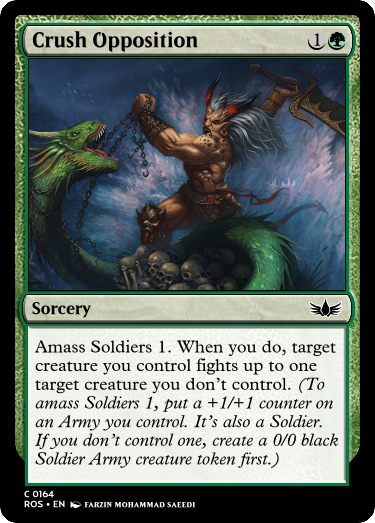 Crush Opposition 1
Sorcery
Amass Soldiers 1. When you do, target
creature you control fights up to one
target creature you don't control. (To
amass Soldiers 1, put a +1/+1 counter on
an Army you control. It's also a Soldier.
If you don't control one, create a 0/0 black
Soldier Army creature token first.)
C 0164
ROS • EN FARZIN MOHAMMAD SAEEDI